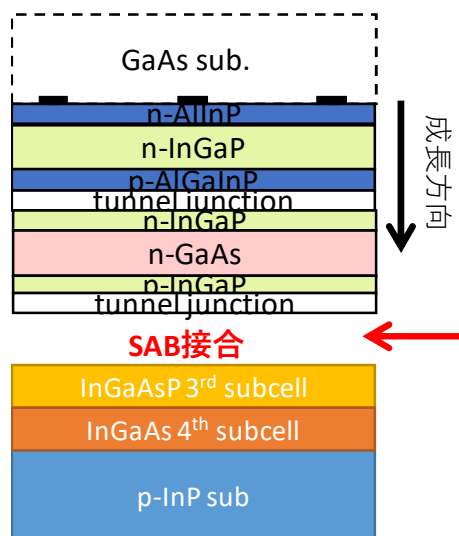 GaAs sub.
n-AlInP
n-InGaP
p-AlGaInP
tunnel junction
n-InGaP
n-GaAs
p-InGaP
tunnel junction
成長方向
SAB接合
InGaAsP 3rd subcell
InGaAs 4th subcell
p-InP sub